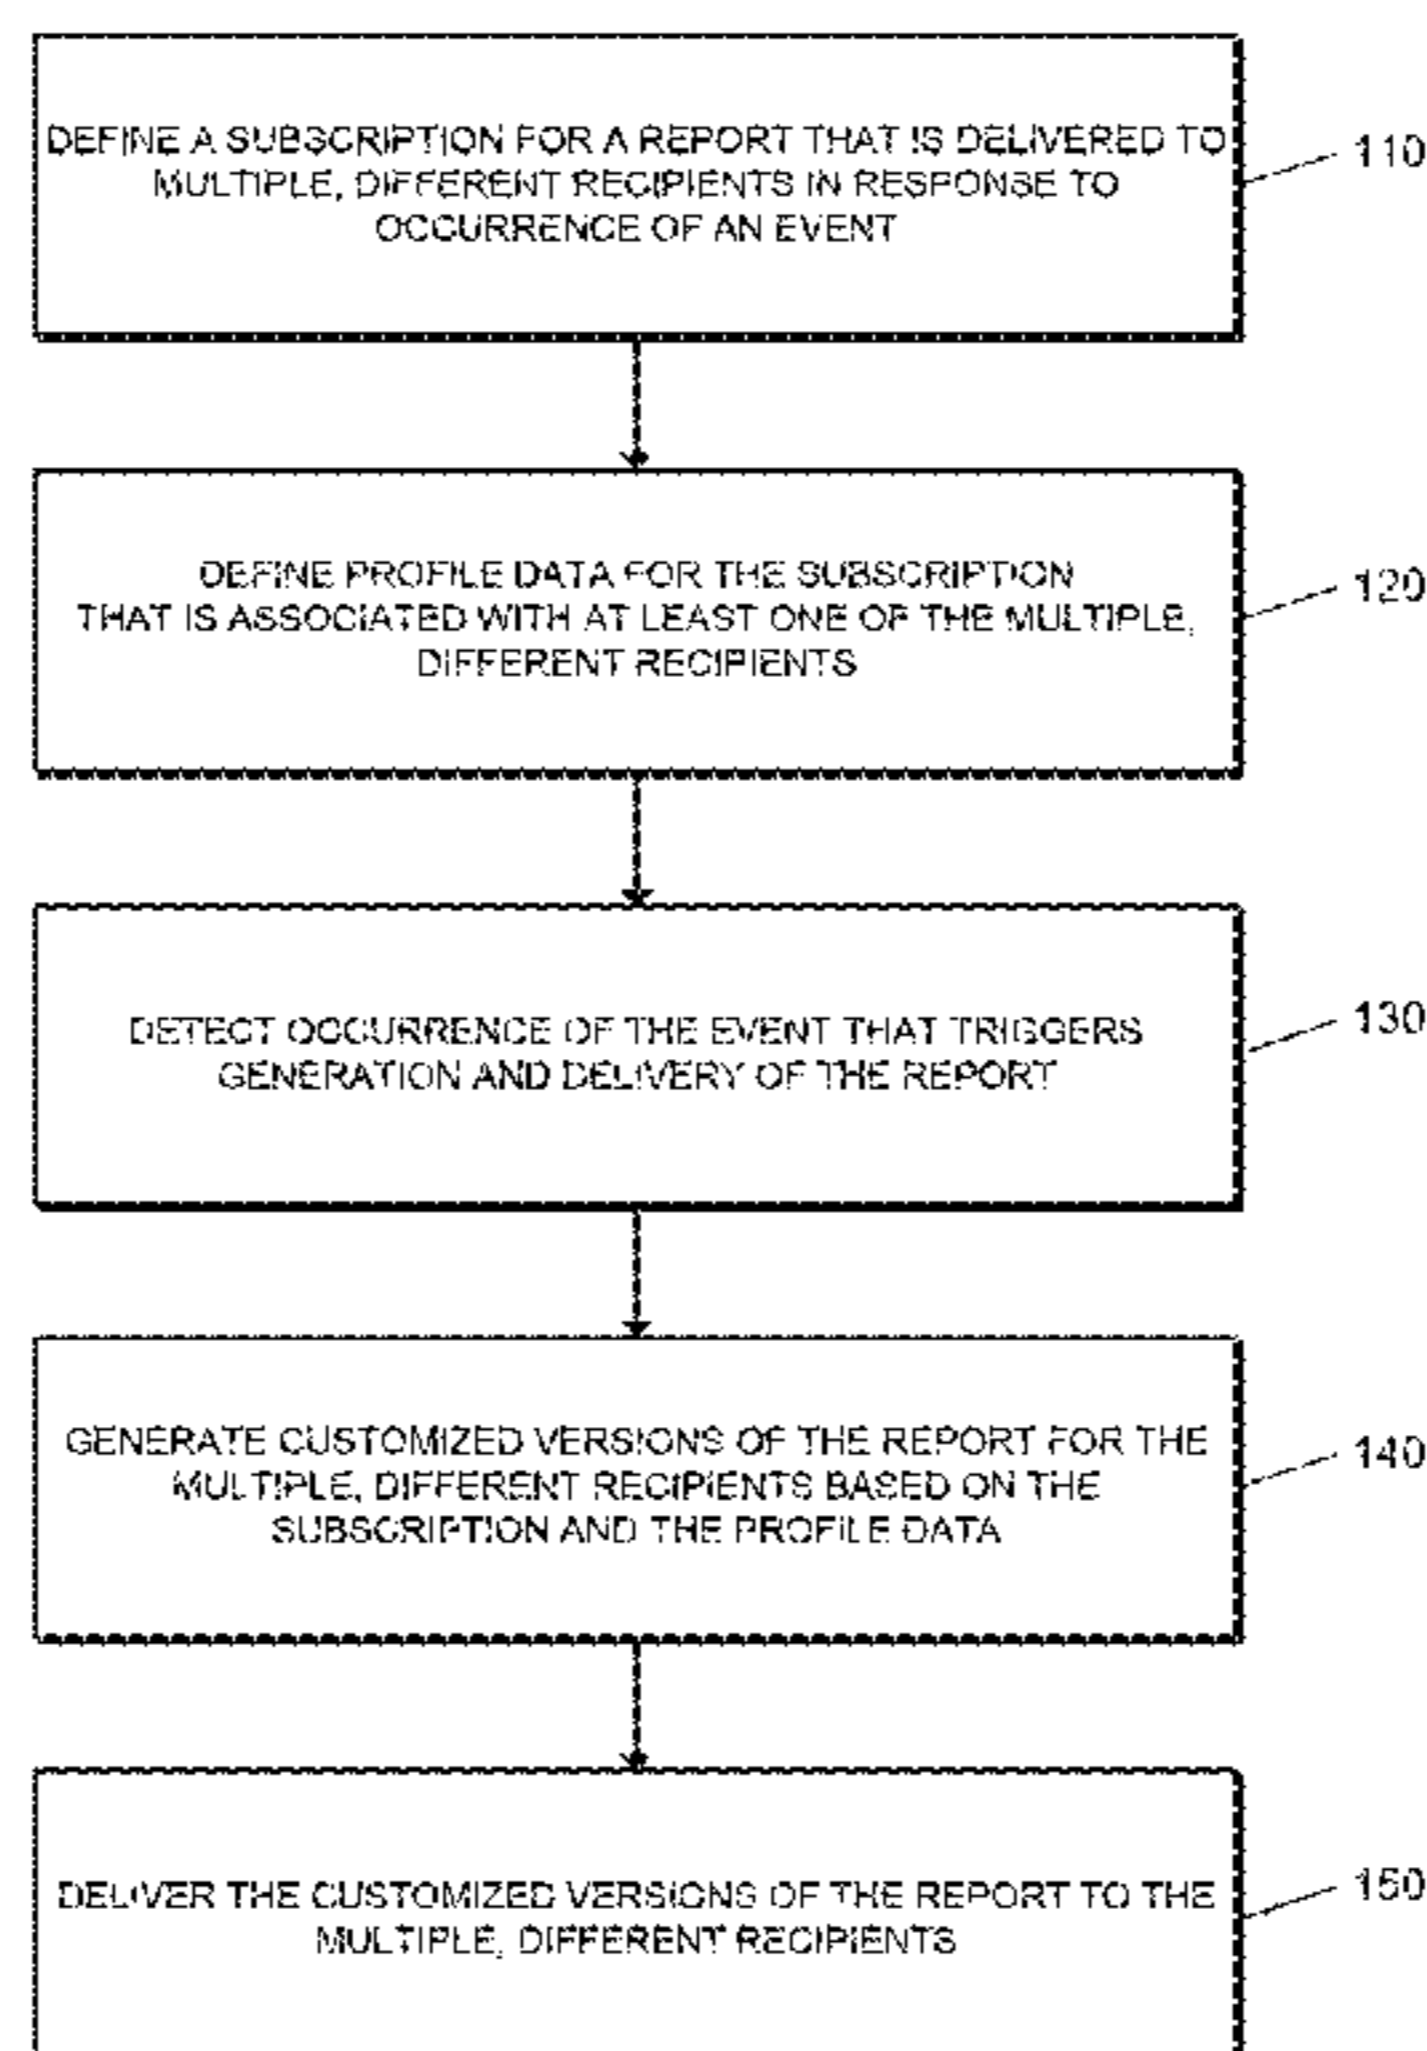 DEFINE A SUBSCRIPTION FOR A REPORT THAT IS DELIVERED TO
MULTIPLE, DIFFERENT RECIPIENTS IN RESPONSE TO
OCCURRENCE OF AN EVENT
110
DEFINE PROFILE DATA FOR THE SUBSCRIPTION
THAT IS ASSOCIATED WITH AT LEAST ONE OF THE MULTIPLE,
DIFFERENT RECIPIENTS
120
DETECT OCCURRENCE OF THE EVENT THAT TRIGGERS
GENERATION AND DELIVERY OF THE REPORT
130
GENERATE CUSTOMIZED VERSIONS OF THE REPORT FOR THE
MULTIPLE, DIFFERENT RECIPIENTS BASED ON THE
SUBSCRIPTION AND THE PROFILE DATA
140
DELIVER THE CUSTOMIZED VERSIONS OF THE REPORT TO THE
MULTIPLE, DIFFERENT RECIPIENTS
150